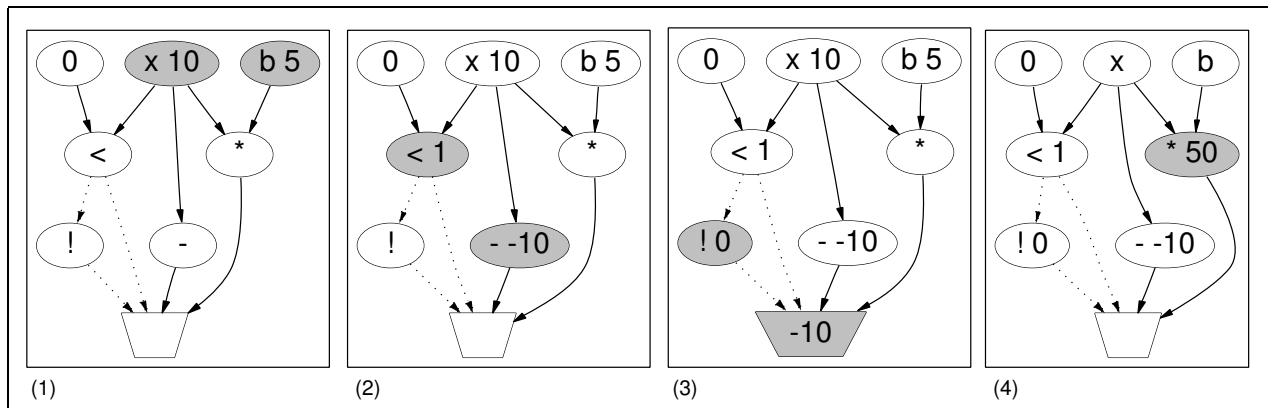 0 x 10 b 5 0 x 10 b 5 0 x 10 b 5 0 x b
< * < 1 * < 1 * < 1 * 50
! - ! - -10 ! 0 - -10 ! 0 - -10
-10
(1) (2) (3) (4)